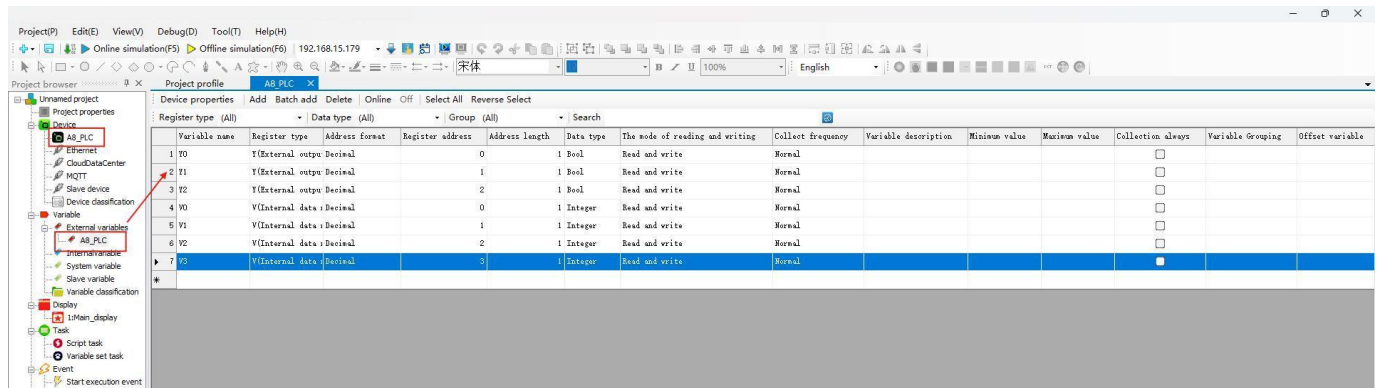 Project(P) Edit(E) View(V) Debug(D) Tool(T) Help(H)
Online simulation(F5) Offline simulation(F6) 192.168.15.179
宋体 B I U 100% English
Project browser Project profile A8_PLC
Unnamed project Device properties Add Batch add Delete Online Off Select All Reverse Select
Project properties Register type (All) Data type (All) Group (All) Search
Device
A8_PLC
Ethernet
CloudDataCenter
MQTT
Slave device
Device classification
Variable
External variables
A8_PLC
Internalvariable
System variable
Slave variable
Variable classification
Display
1:Main_display
Task
Script task
Variable set task
Event
Start execution event
Variable name Register type Address format Register address Address length Data type The mode of reading and writing Collect frequency Variable description Minimum value Maximum value Collection always Variable Grouping Offset variable
1 Y0 Y(External outpu Decimal 0 1 Bool Read and write Normal
2 Y1 Y(External outpu Decimal 1 1 Bool Read and write Normal
3 Y2 Y(External outpu Decimal 2 1 Bool Read and write Normal
4 V0 V(Internal data Decimal 0 1 Integer Read and write Normal
5 V1 V(Internal data Decimal 1 1 Integer Read and write Normal
6 V2 V(Internal data Decimal 2 1 Integer Read and write Normal
7 V3 V(Internal data Decimal 3 1 Integer Read and write Normal